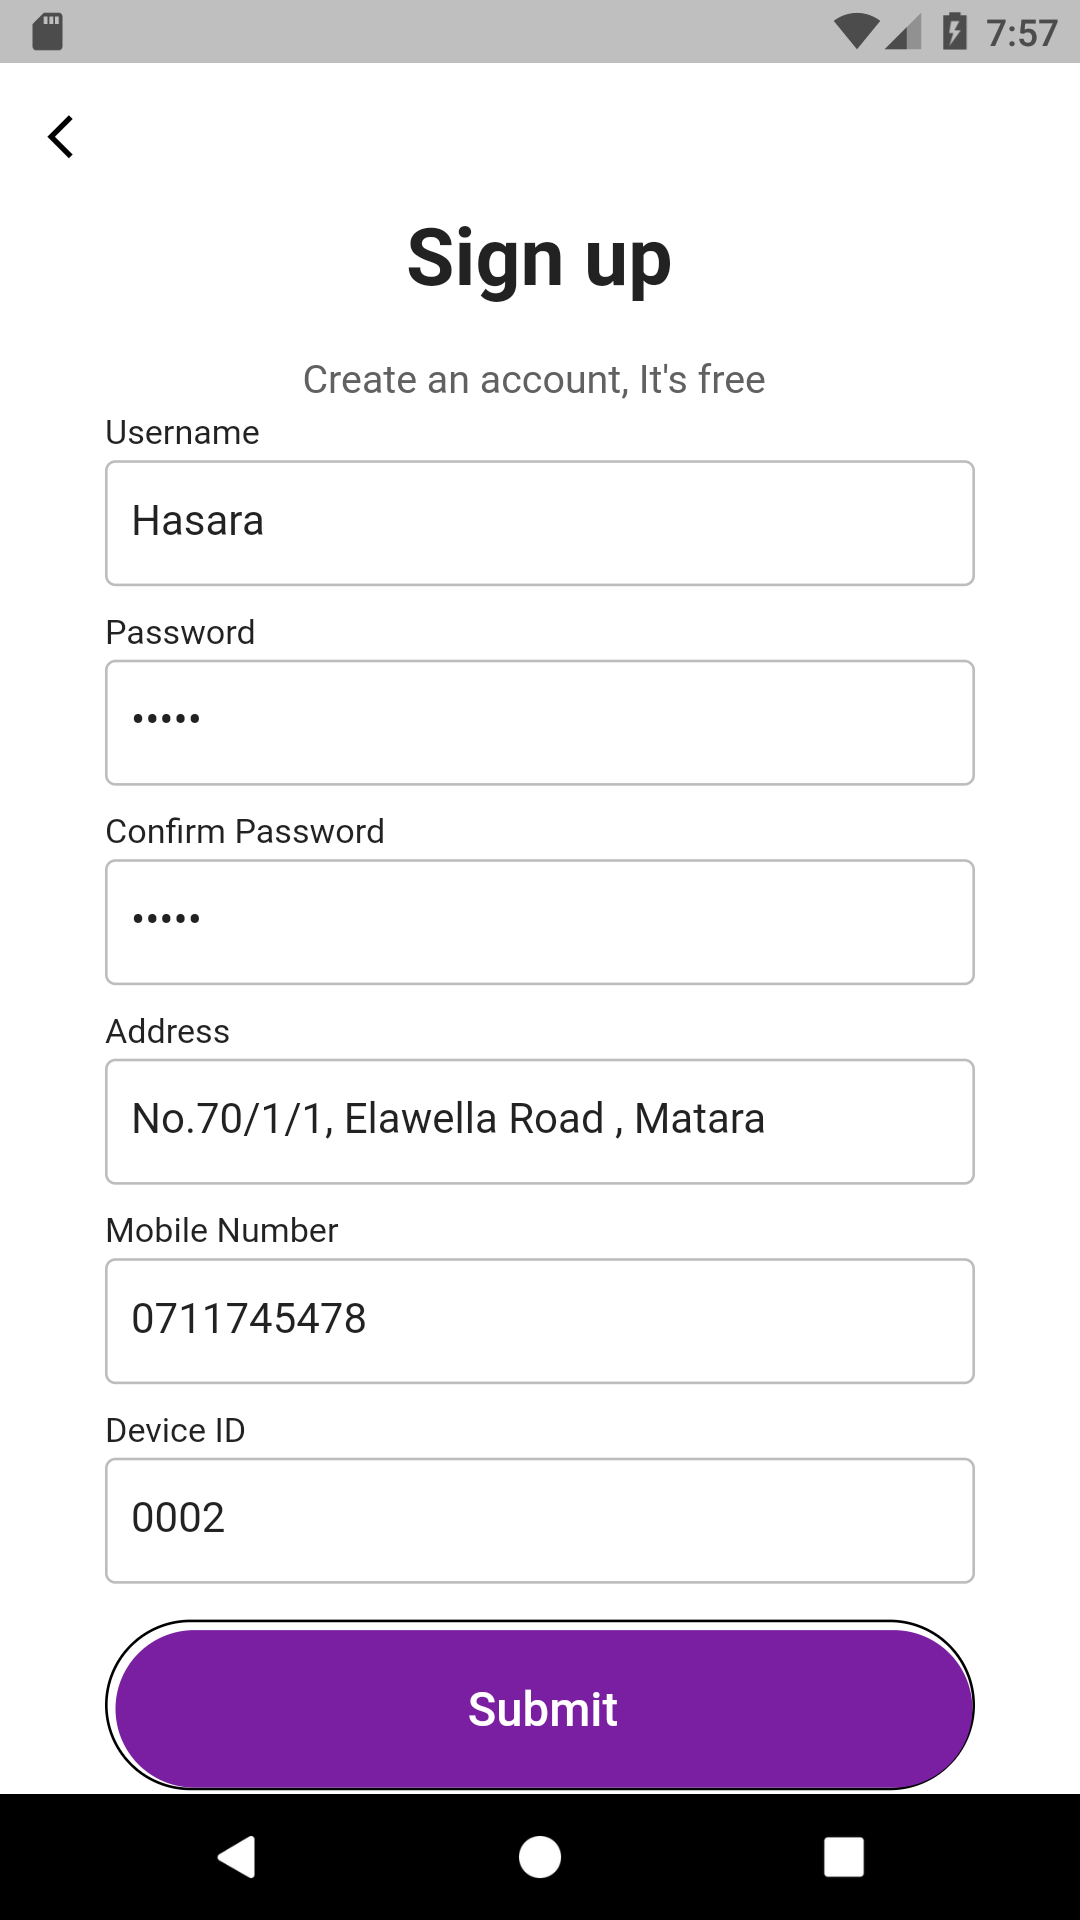 7:57
Sign up
Create an account, It's free
Username
Hasara
Password
•••••
Confirm Password
•••••
Address
No.70/1/1, Elawella Road , Matara
Mobile Number
0711745478
Device ID
0002
Submit